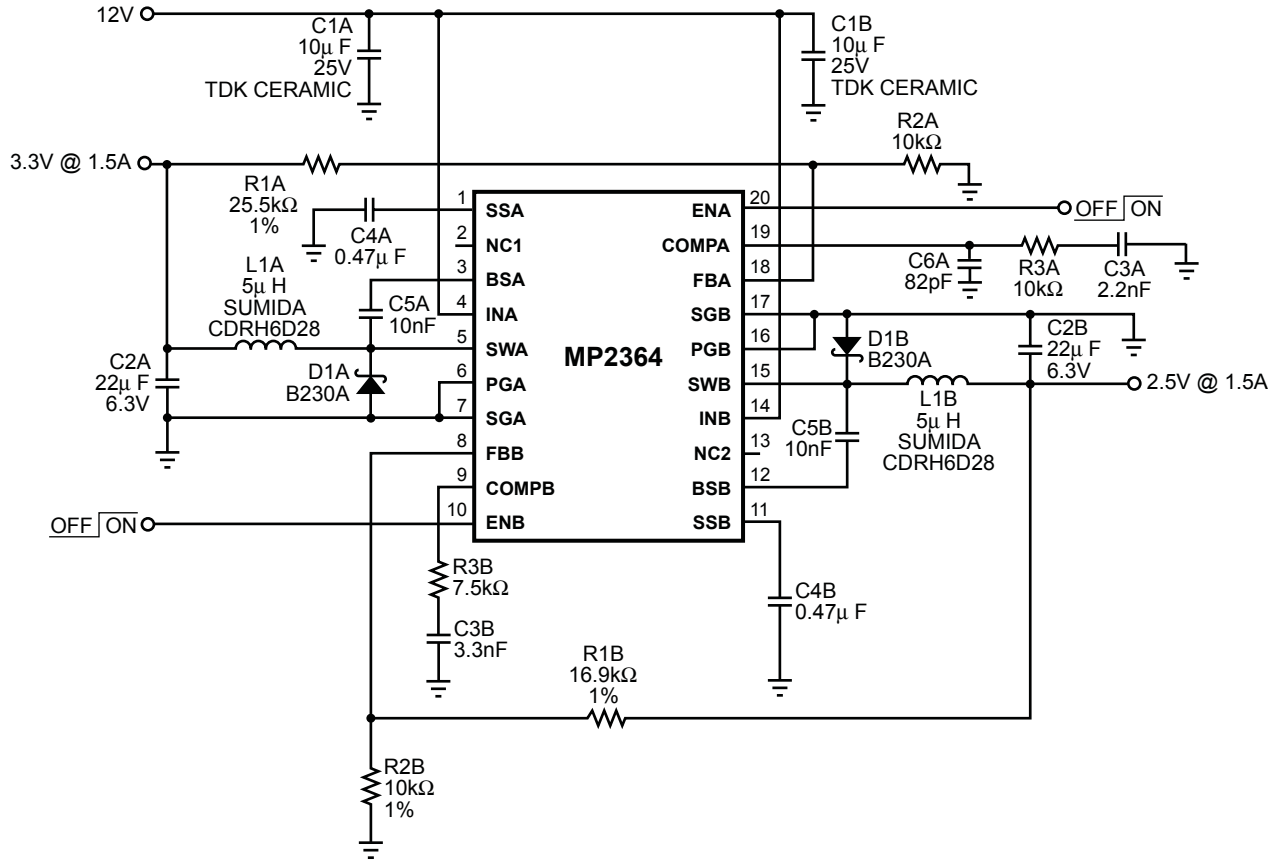 12V
C1A
10µ F
25V
TDK CERAMIC
C1B
10µ F
25V
TDK CERAMIC
3.3V @ 1.5A
R1A
25.5kΩ
1%
R2A
10kΩ
C4A
0.47µ F
L1A
5µ H
SUMIDA
CDRH6D28
C5A
10nF
C2A
22µ F
6.3V
D1A
B230A
MP2364
1
SSA
2
NC1
3
BSA
4
INA
5
SWA
6
PGA
7
SGA
8
FBB
9
COMPB
10
ENB
20
ENA
19
COMPA
18
FBA
17
SGB
16
PGB
15
SWB
14
INB
13
NC2
12
BSB
11
SSB
OFF ON
C6A
82pF
R3A
10kΩ
C3A
2.2nF
D1B
B230A
C2B
22µ F
6.3V
2.5V @ 1.5A
L1B
5µ H
SUMIDA
CDRH6D28
C5B
10nF
OFF ON
R3B
7.5kΩ
C3B
3.3nF
C4B
0.47µ F
R1B
16.9kΩ
1%
R2B
10kΩ
1%